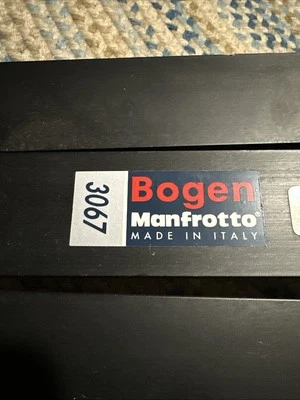 3067
Bogen
Manfrotto®
MADE IN ITALY